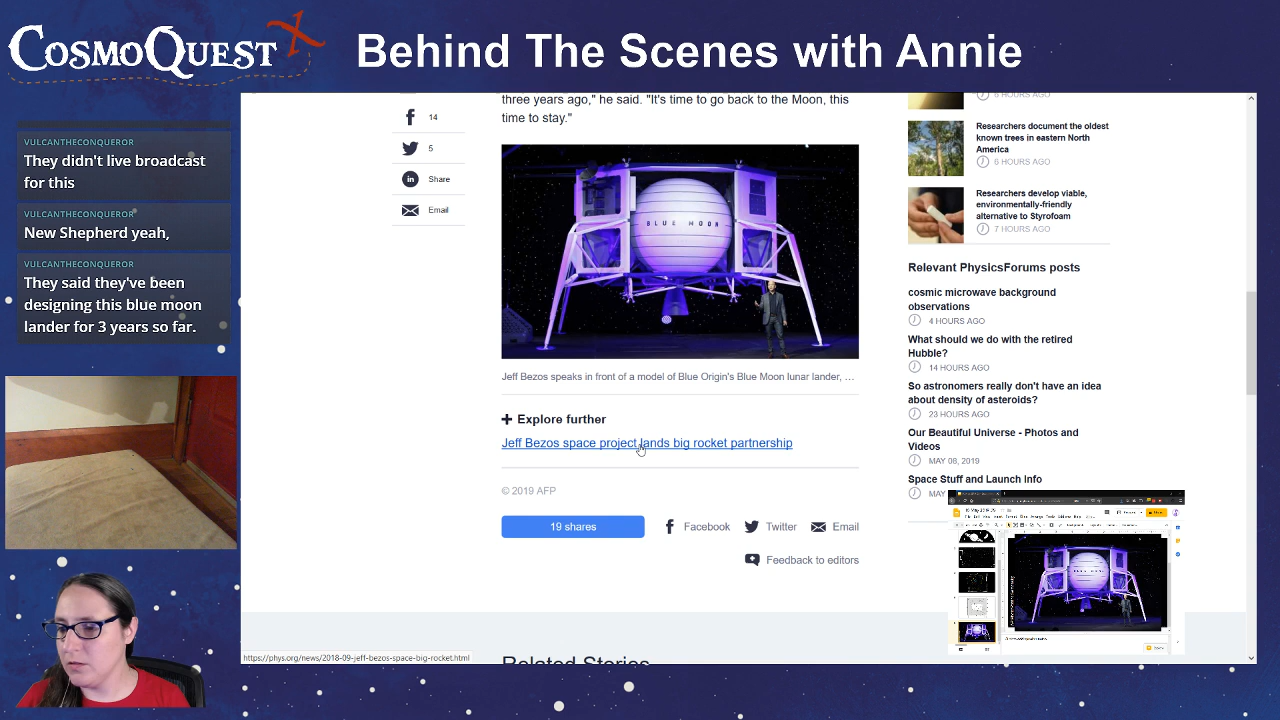 COSMOQUEST X
Behind The Scenes with Annie
VULCANTHECONQUEROR
They didn't live broadcast
for this
VULCANTHECONQUEROR
New Shepherd yeah,
VULCANTHECONQUEROR
They said they've been
designing this blue moon
lander for 3 years so far.
14
5
Share
Email
three years ago," he said. "It's time to go back to the Moon, this
time to stay."
BLUE MOON
Jeff Bezos speaks in front of a model of Blue Origin's Blue Moon lunar lander, …
Explore further
Jeff Bezos space project lands big rocket partnership
© 2019 AFP
19 shares
Facebook
Twitter
Email
Feedback to editors
Related Stories
https://phys.org/news/2018-09-jeff-bezos-space-big-rocket.html
6 HOURS AGO
Researchers document the oldest
known trees in eastern North
America
6 HOURS AGO
Researchers develop viable,
environmentally-friendly
alternative to Styrofoam
7 HOURS AGO
Relevant PhysicsForums posts
cosmic microwave background
observations
4 HOURS AGO
What should we do with the retired
Hubble?
14 HOURS AGO
So astronomers really don't have an idea
about density of asteroids?
23 HOURS AGO
Our Beautiful Universe - Photos and
Videos
MAY 08, 2019
Space Stuff and Launch Info
MAY